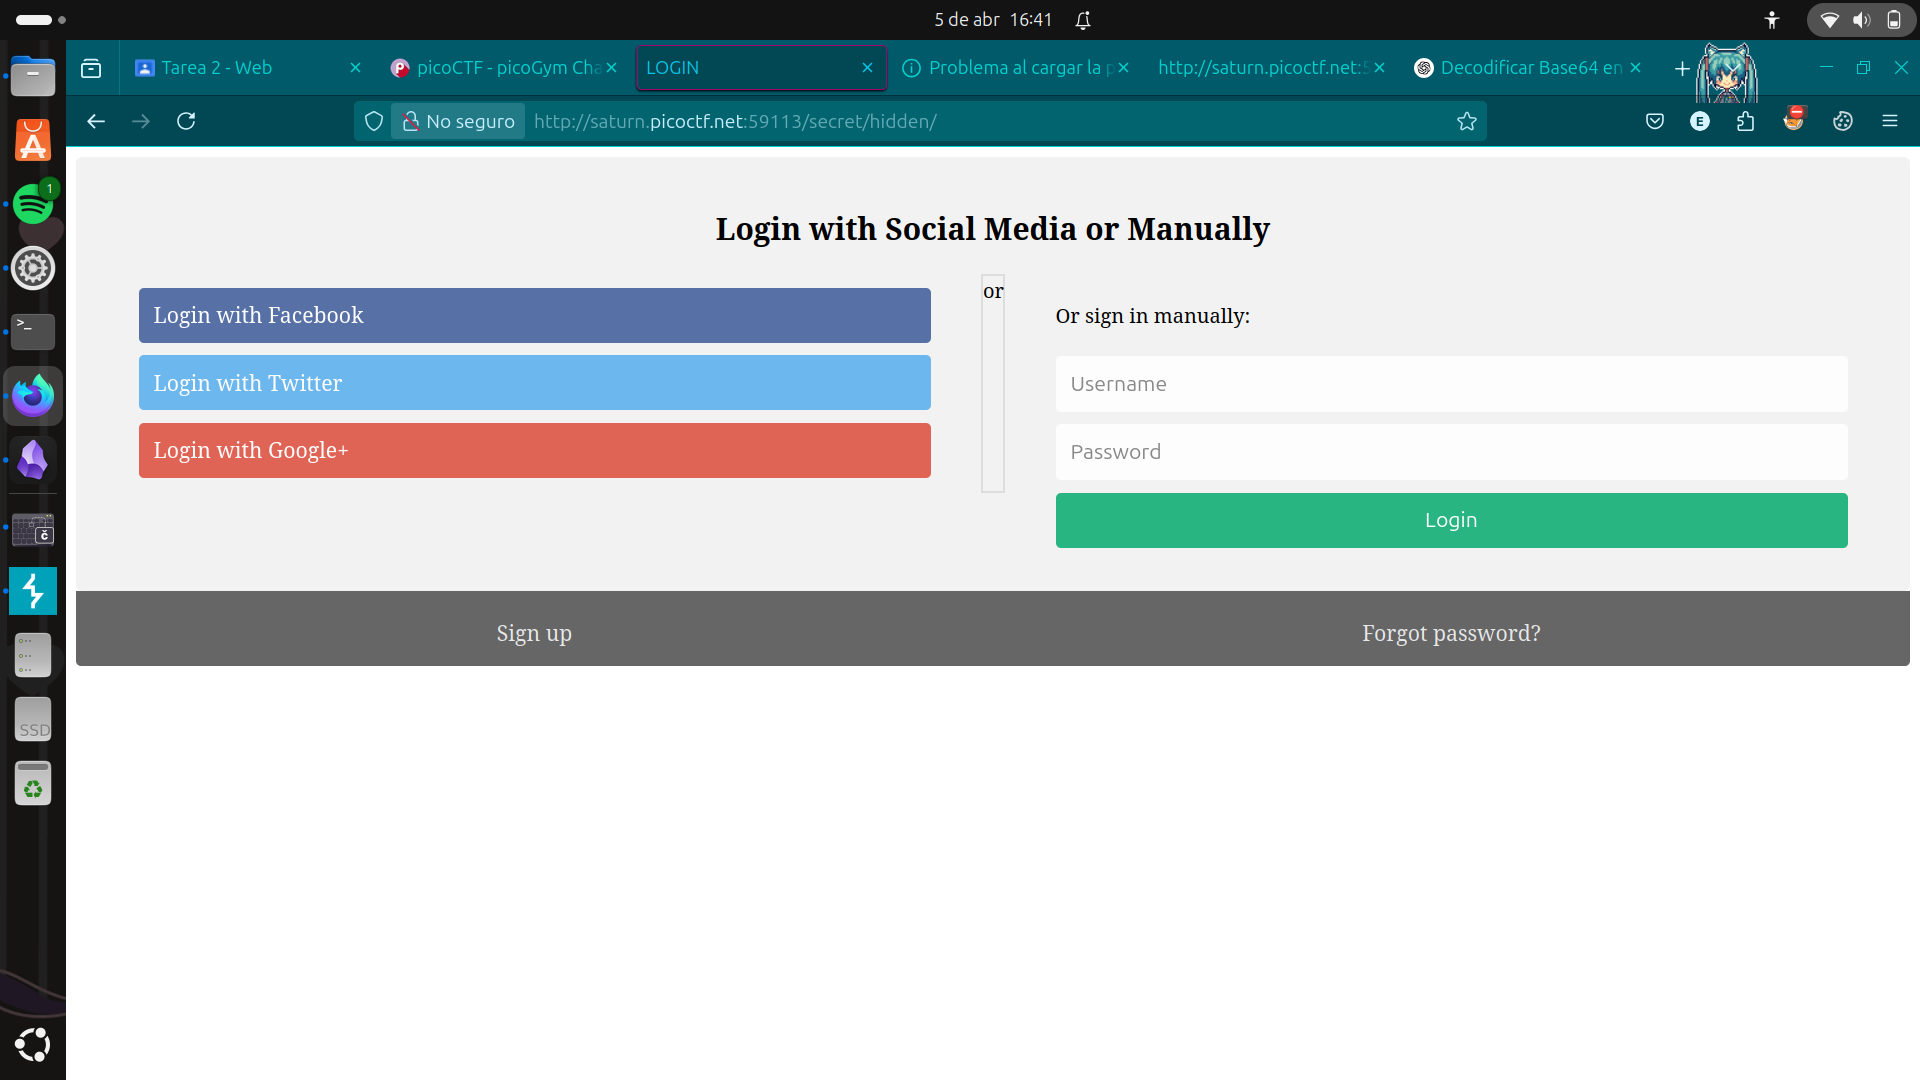 5 de abr 16:41
Tarea 2 - Web
picoCTF - picoGym Cha
LOGIN
Problema al cargar la p
http://saturn.picoctf.net:5
Decodificar Base64 en
No seguro
http://saturn.picoctf.net:59113/secret/hidden/
E
1
Login with Social Media or Manually
Login with Facebook
Login with Twitter
Login with Google+
or
Or sign in manually:
Username
Password
Login
Sign up
Forgot password?
>_
č
SSD